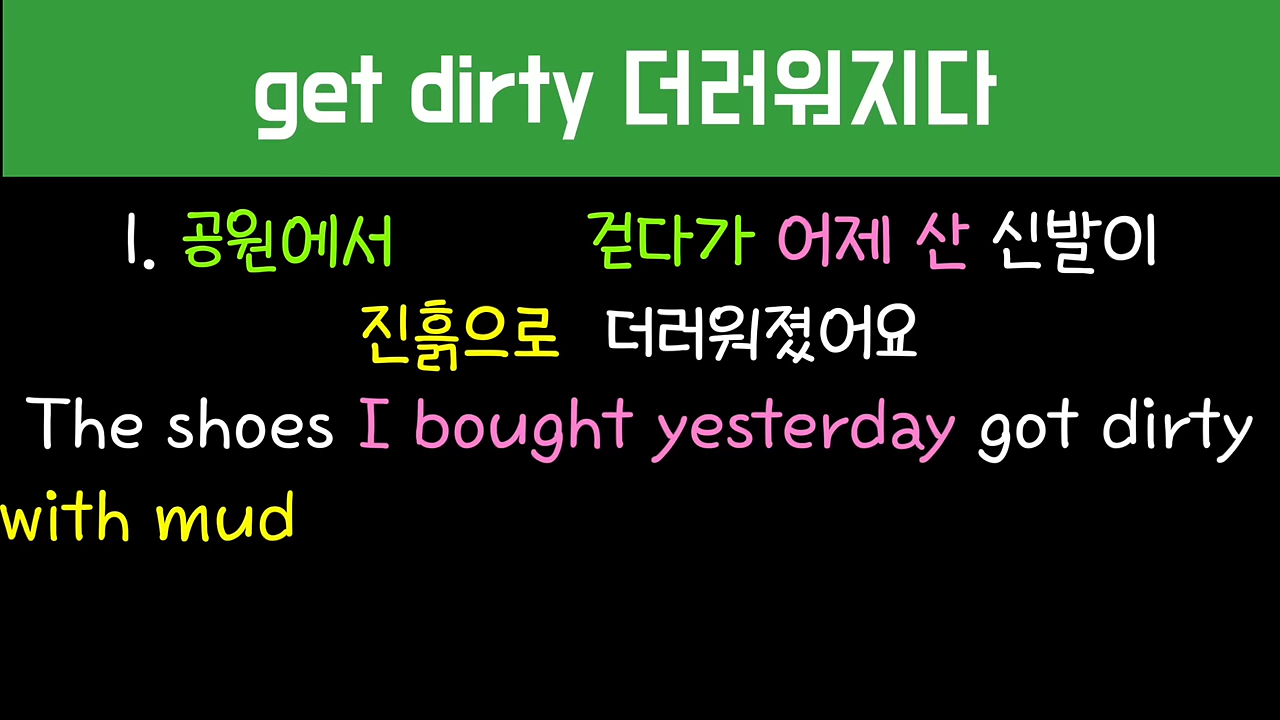 get dirty 더러워지다
1. 공원에서 걷다가 어제 산 신발이
진흙으로 더러워졌어요
The shoes I bought yesterday got dirty
with mud